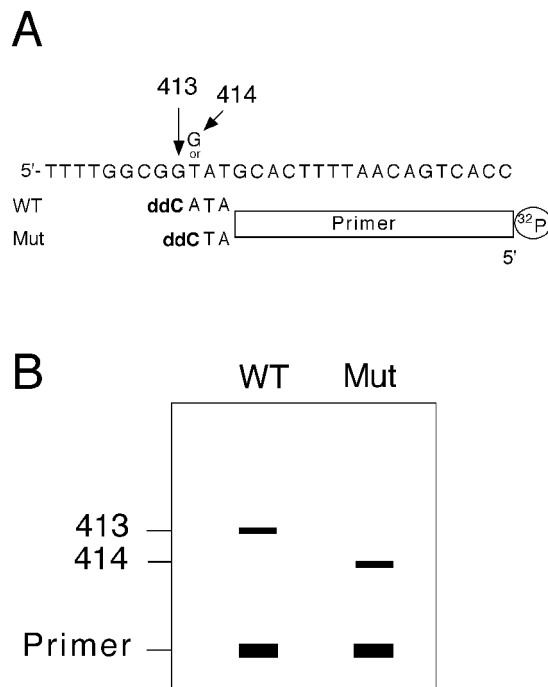 A
413
414
G
or
5'-TTTTGGCGGTATGCACTTTTAACAGTCACC
WT ddC ATA
Primer
32P
Mut ddC TA
5'
B
WT Mut
413
414
Primer